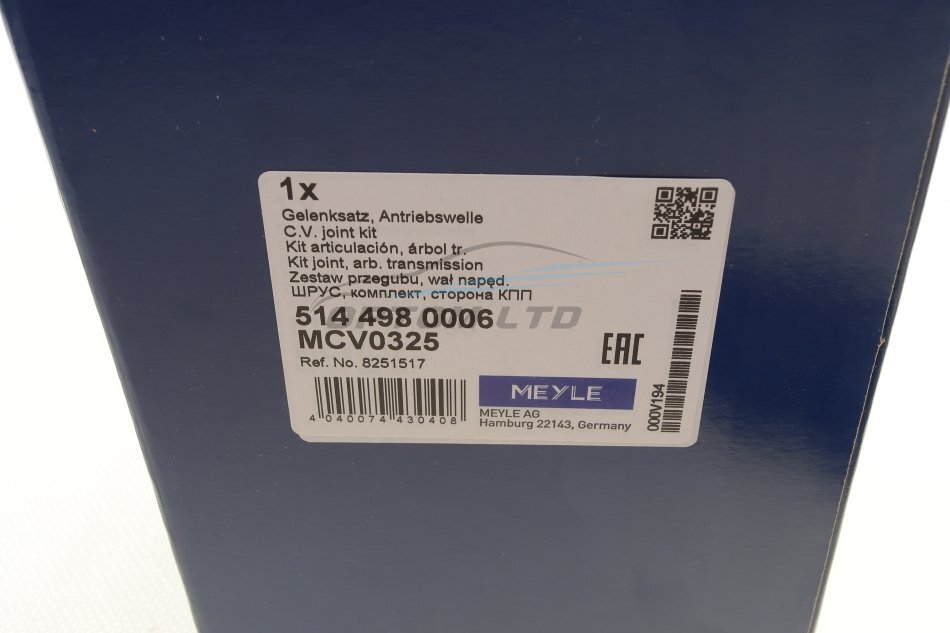 1x
Gelenksatz, Antriebswelle
C.V. joint kit
Kit articulación, árbol tr.
Kit joint, arb. transmission
Zestaw przegubu, wał napęd.
ШРУС, комплект, сторона КПП
514 498 0006
OPTOM LTD
MCV0325
Ref. No. 8251517
EAC
MEYLE
4 040074 430408
MEYLE AG
Hamburg 22143, Germany
000V194